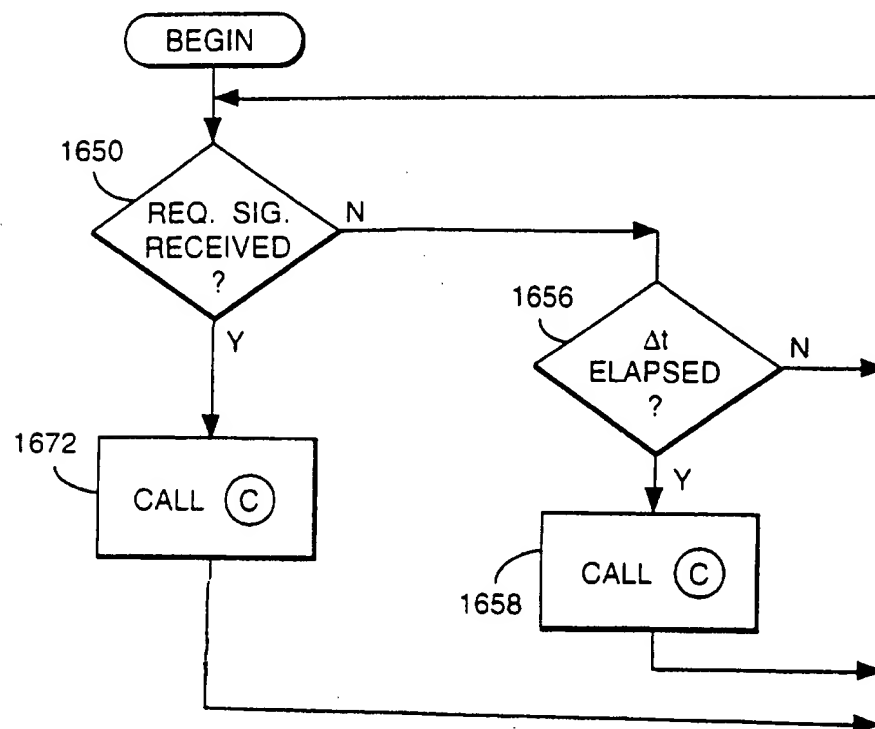 BEGIN
1650
REQ. SIG.
RECEIVED
?
N
Y
1656
Δt
ELAPSED
?
N
Y
1672
CALL C
1658
CALL C